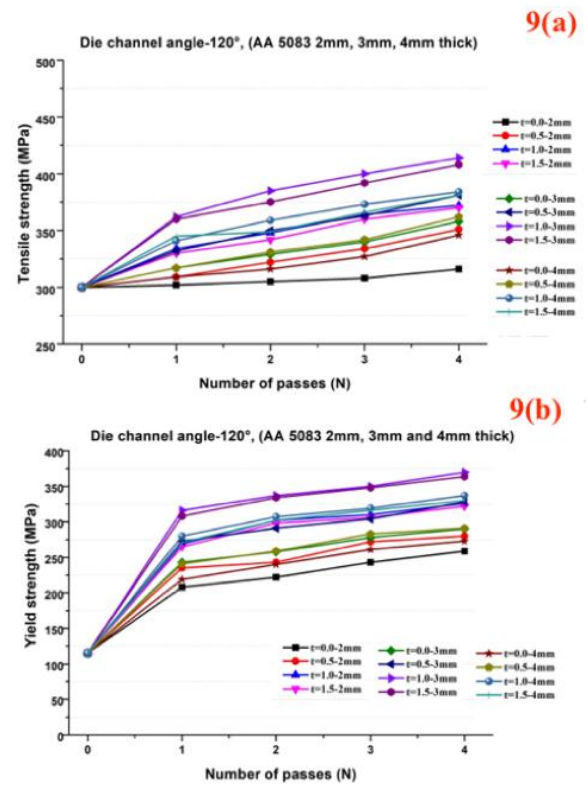 9(a)
Die channel angle-120°, (AA 5083 2mm, 3mm, 4mm thick)
Tensile strength (MPa)
500
450
400
350
300
250
0 1 2 3 4
Number of passes (N)
t=0.0-2mm
t=0.5-2mm
t=1.0-2mm
t=1.5-2mm
t=0.0-3mm
t=0.5-3mm
t=1.0-3mm
t=1.5-3mm
t=0.0-4mm
t=0.5-4mm
t=1.0-4mm
t=1.5-4mm
9(b)
Die channel angle-120°, (AA 5083 2mm, 3mm and 4mm thick)
Yield strength (MPa)
400
350
300
250
200
150
100
50
0
0 1 2 3 4
Number of passes (N)
t=0.0-2mm
t=0.5-2mm
t=1.0-2mm
t=1.5-2mm
t=0.0-3mm
t=0.5-3mm
t=1.0-3mm
t=1.5-3mm
t=0.0-4mm
t=0.5-4mm
t=1.0-4mm
t=1.5-4mm